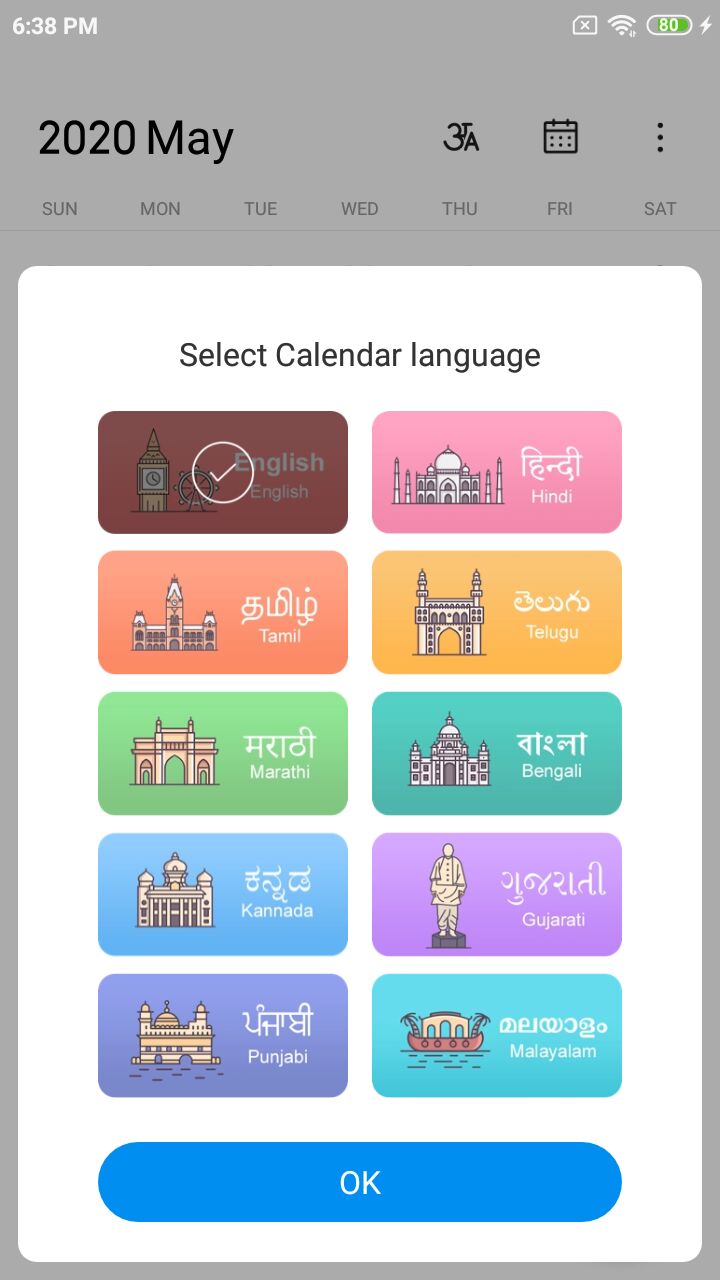 6:38 PM
80
2020 May
अA
SUN MON TUE WED THU FRI SAT
Select Calendar language
English
English
हिन्दी
Hindi
தமிழ்
Tamil
తెలుగు
Telugu
मराठी
Marathi
বাংলা
Bengali
ಕನ್ನಡ
Kannada
ગુજરાતી
Gujarati
ਪੰਜਾਬੀ
Punjabi
മലയാളം
Malayalam
OK